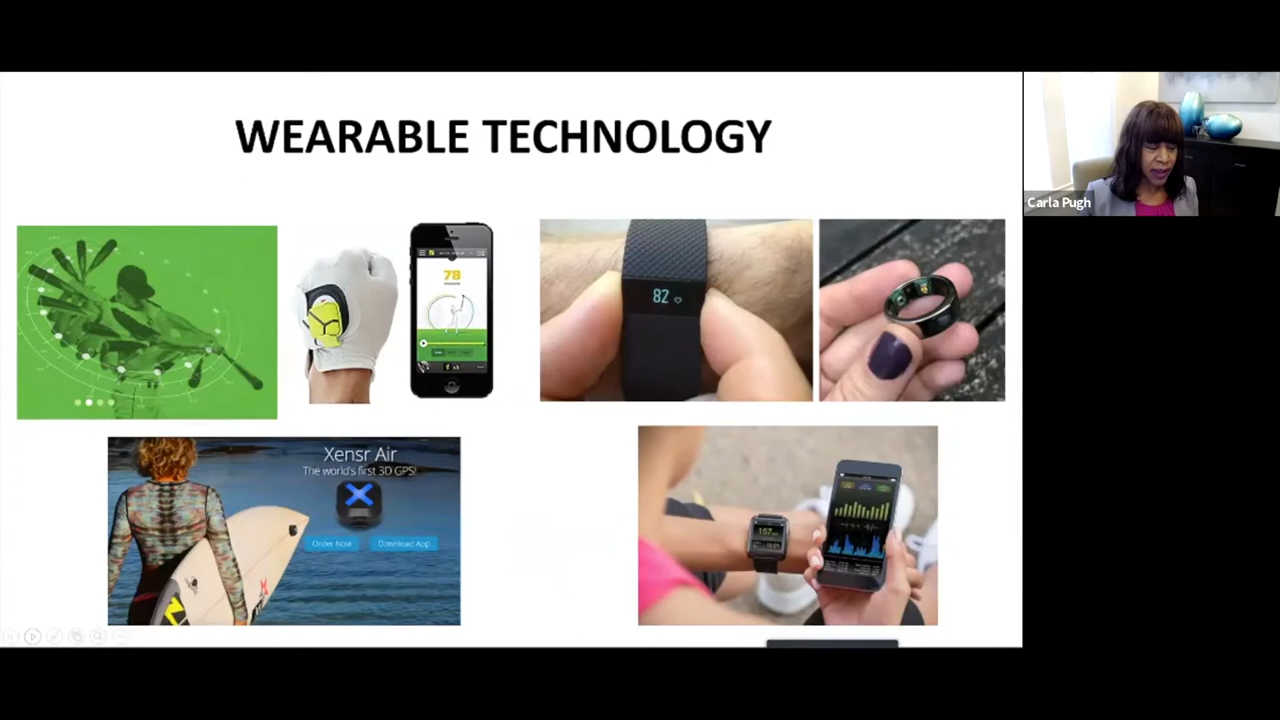 WEARABLE TECHNOLOGY
Carla Pugh
78
82
Xensr Air
The world's first 3D GPS!
Order Now
Download App
157